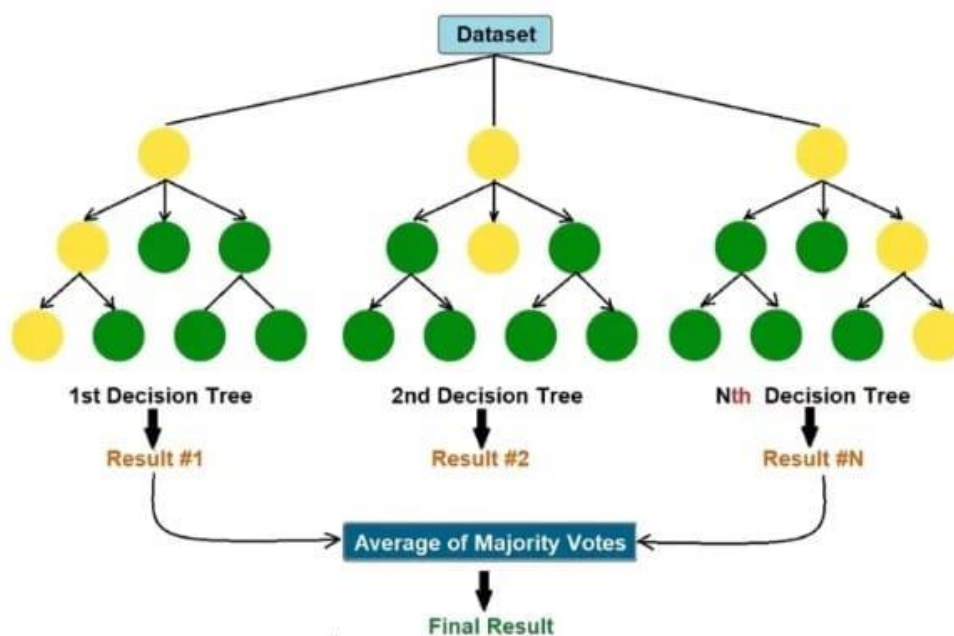 Dataset
1st Decision Tree
2nd Decision Tree
Nth Decision Tree
Result #1
Result #2
Result #N
Average of Majority Votes
Final Result